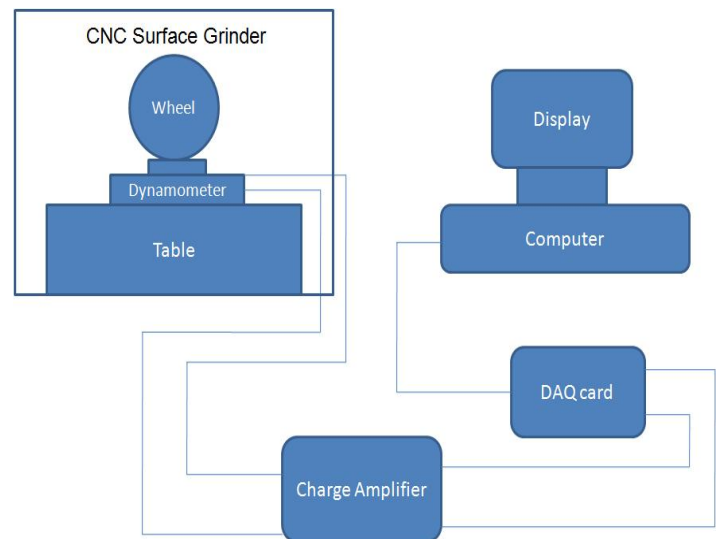 CNC Surface Grinder
Wheel
Dynamometer
Table
Display
Computer
DAQ card
Charge Amplifier